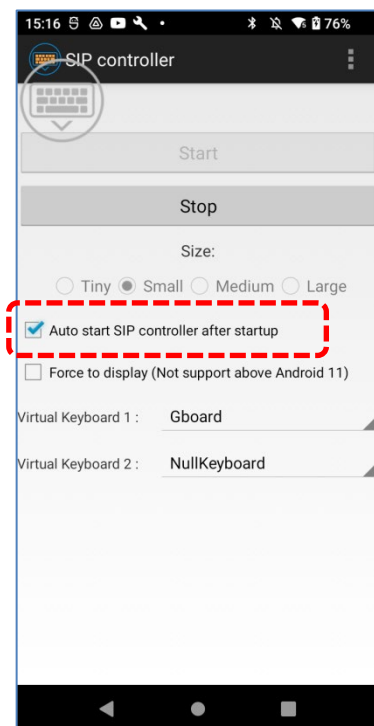 15:16 76%
SIP controller
Start
Stop
Size:
Tiny Small Medium Large
Auto start SIP controller after startup
Force to display (Not support above Android 11)
Virtual Keyboard 1 : Gboard
Virtual Keyboard 2 : NullKeyboard